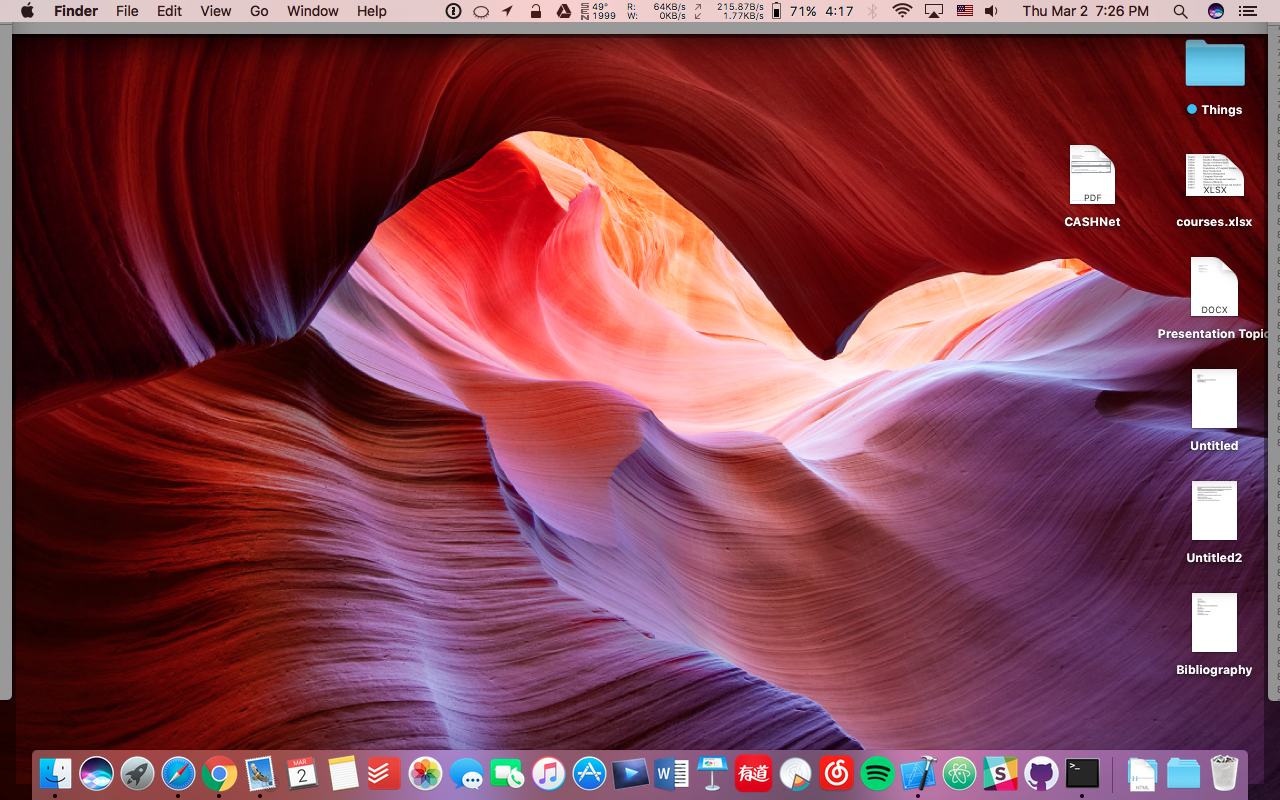 Finder File Edit View Go Window Help
49° R: 64KB/s 215.87B/s 71% 4:17 Thu Mar 2 7:26 PM
1999 W: 0KB/s 1.77KB/s
Things
PDF
CASHNet
XLSX
courses.xlsx
DOCX
Presentation Topic
Untitled
Untitled2
Bibliography
MAR
2
W
有道
S
>_
HTML